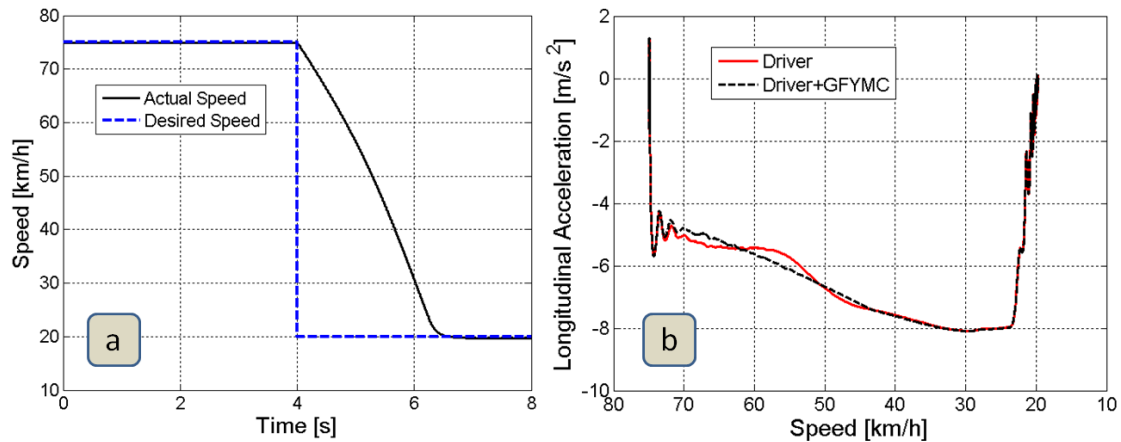 80
70
60
50
40
30
20
10
Speed [km/h]
Actual Speed
Desired Speed
a
0
2
4
6
8
Time [s]
2
0
-2
-4
-6
-8
-10
Longitudinal Acceleration [m/s²]
Driver
Driver+GFYMC
b
80
70
60
50
40
30
20
10
Speed [km/h]